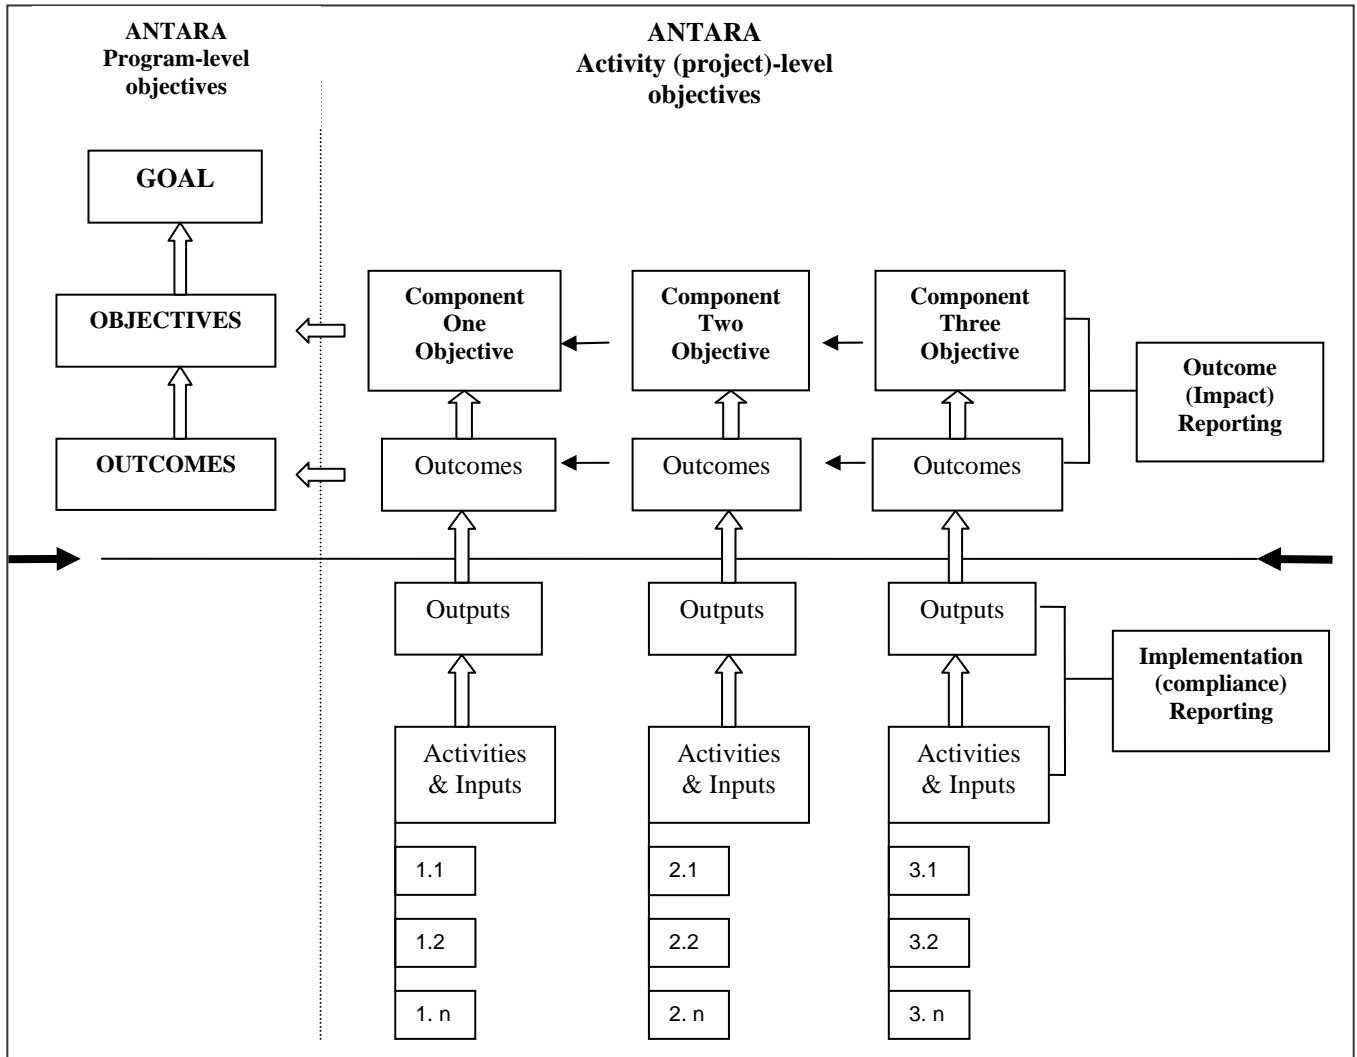 ANTARA
Program-level
objectives
ANTARA
Activity (project)-level
objectives
GOAL
OBJECTIVES
OUTCOMES
Component
One
Objective
Component
Two
Objective
Component
Three
Objective
Outcome
(Impact)
Reporting
Outcomes
Outcomes
Outcomes
Outputs
Outputs
Outputs
Implementation
(compliance)
Reporting
Activities
& Inputs
Activities
& Inputs
Activities
& Inputs
1.1
2.1
3.1
1.2
2.2
3.2
1. n
2. n
3. n